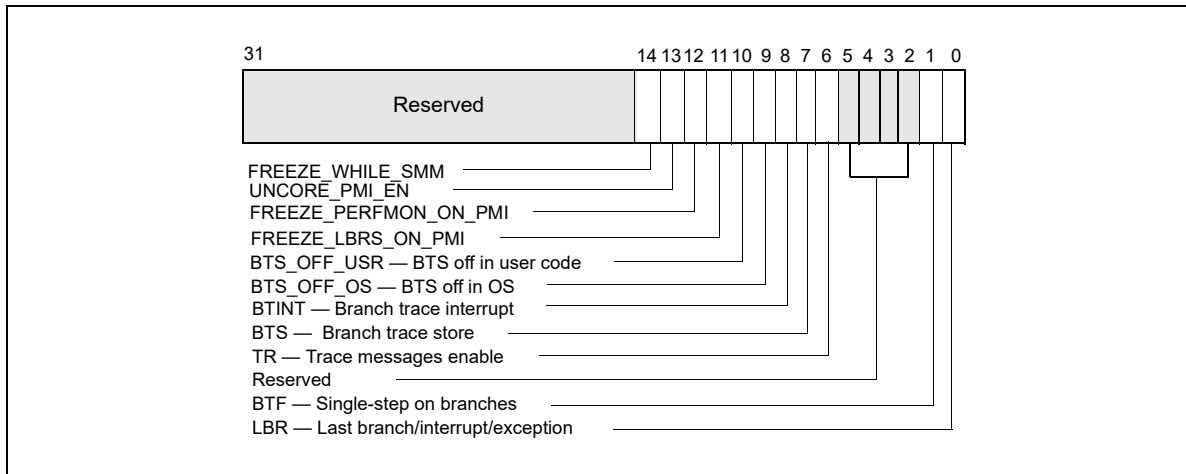 31 14 13 12 11 10 9 8 7 6 5 4 3 2 1 0
Reserved
FREEZE_WHILE_SMM
UNCORE_PMI_EN
FREEZE_PERFMON_ON_PMI
FREEZE_LBRS_ON_PMI
BTS_OFF_USR — BTS off in user code
BTS_OFF_OS — BTS off in OS
BTINT — Branch trace interrupt
BTS — Branch trace store
TR — Trace messages enable
Reserved
BTF — Single-step on branches
LBR — Last branch/interrupt/exception